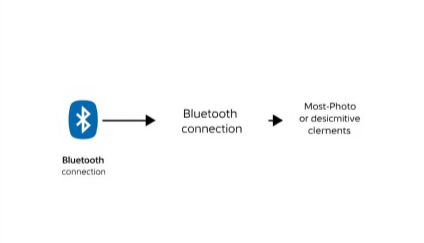 Bluetooth
connection
Bluetooth
connection
Most-Photo
or desicmitive
clements